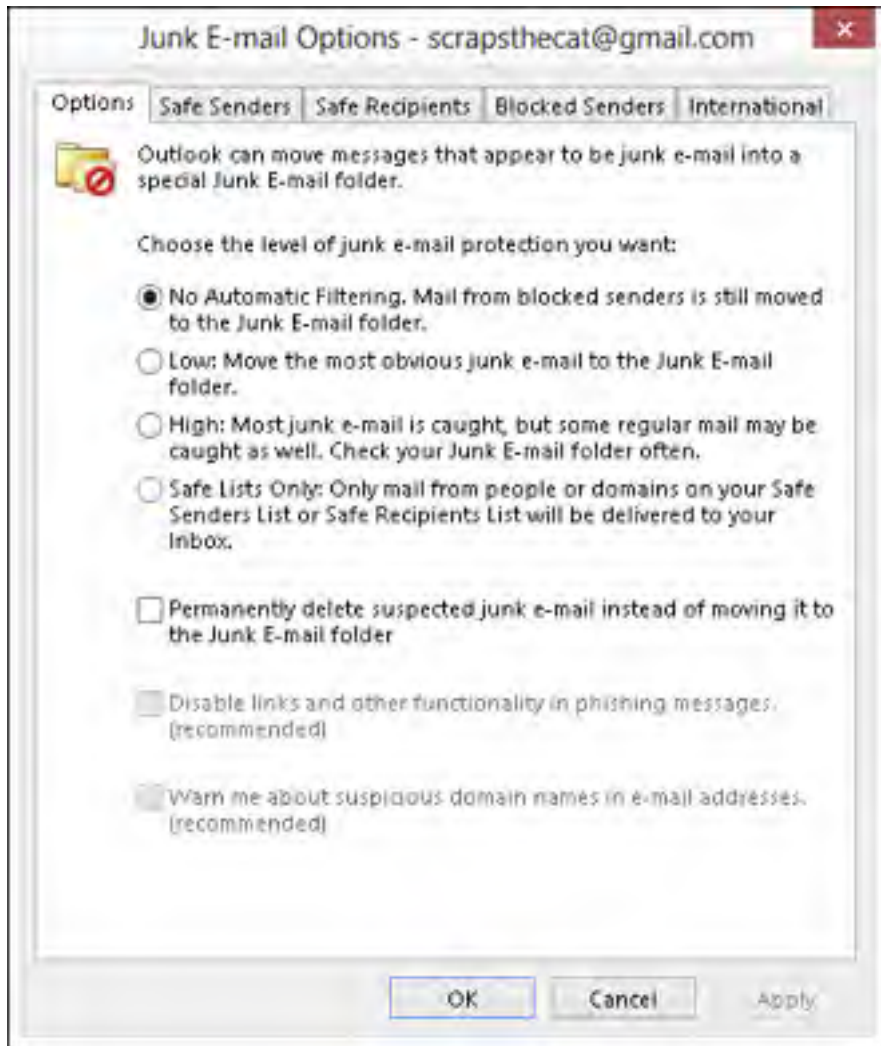 Junk E-mail Options - scrapsthecat@gmail.com
Options Safe Senders Safe Recipients Blocked Senders International
Outlook can move messages that appear to be junk e-mail into a
special Junk E-mail folder.
Choose the level of junk e-mail protection you want:
No Automatic Filtering. Mail from blocked senders is still moved
to the Junk E-mail folder.
Low: Move the most obvious junk e-mail to the Junk E-mail
folder.
High: Most junk e-mail is caught, but some regular mail may be
caught as well. Check your Junk E-mail folder often.
Safe Lists Only: Only mail from people or domains on your Safe
Senders List or Safe Recipients List will be delivered to your
Inbox.
Permanently delete suspected junk e-mail instead of moving it to
the Junk E-mail folder
Disable links and other functionality in phishing messages.
(recommended)
Warn me about suspicious domain names in e-mail addresses.
(recommended)
OK Cancel Apply